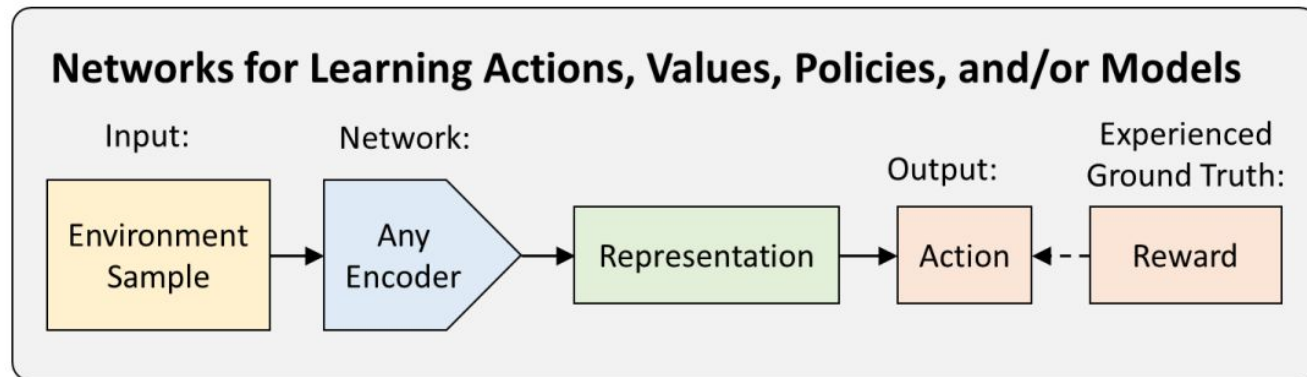 Networks for Learning Actions, Values, Policies, and/or Models
Input:
Network:
Output:
Experienced
Ground Truth:
Environment
Sample
Any
Encoder
Representation
Action
Reward